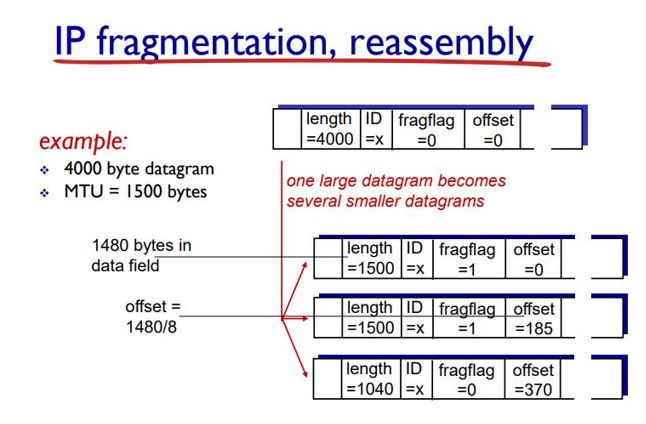 IP fragmentation, reassembly
example:
❖ 4000 byte datagram
❖ MTU = 1500 bytes
length ID fragflag offset
=4000 =x =0 =0
one large datagram becomes
several smaller datagrams
1480 bytes in
data field
length ID fragflag offset
=1500 =x =1 =0
offset =
1480/8
length ID fragflag offset
=1500 =x =1 =185
length ID fragflag offset
=1040 =x =0 =370